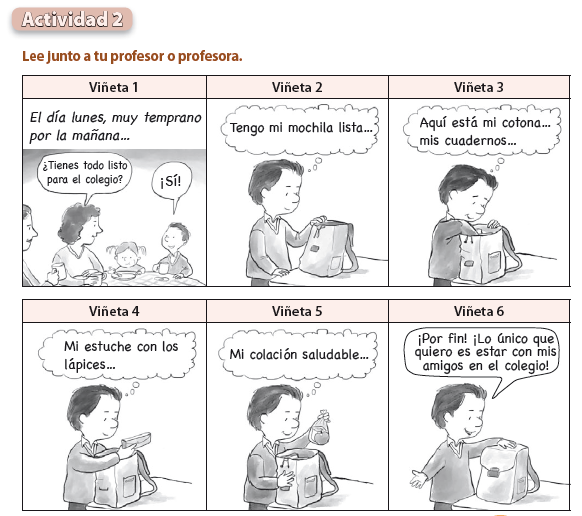 Actividad 2
Lee junto a tu profesor o profesora.
Viñeta 1
El día lunes, muy temprano
por la mañana...
¿Tienes todo listo
para el colegio?
¡Sí!
Viñeta 2
Tengo mi mochila lista...
Viñeta 3
Aquí está mi cotona...
mis cuadernos...
Viñeta 4
Mi estuche con los
lápices...
Viñeta 5
Mi colación saludable...
Viñeta 6
¡Por fin! ¡Lo único que
quiero es estar con mis
amigos en el colegio!